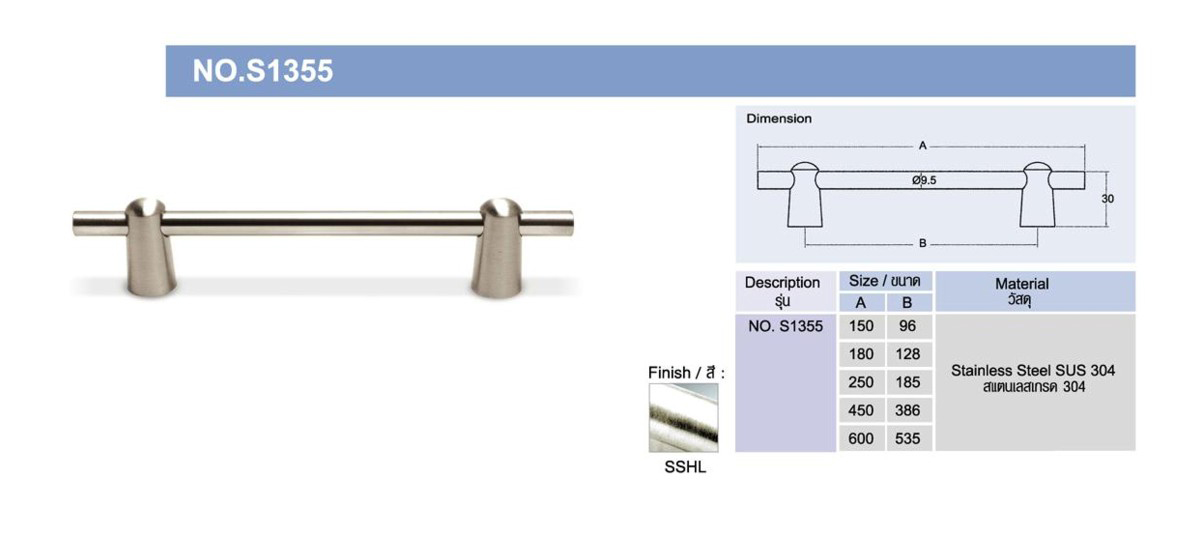 NO.S1355
Dimension
A
Ø9.5
30
B
Description
รุ่น
Size / ขนาด
A B
Material
วัสดุ
NO. S1355
150 96
180 128
250 185
450 386
600 535
Stainless Steel SUS 304
สแตนเลสเกรด 304
Finish / สี :
SSHL